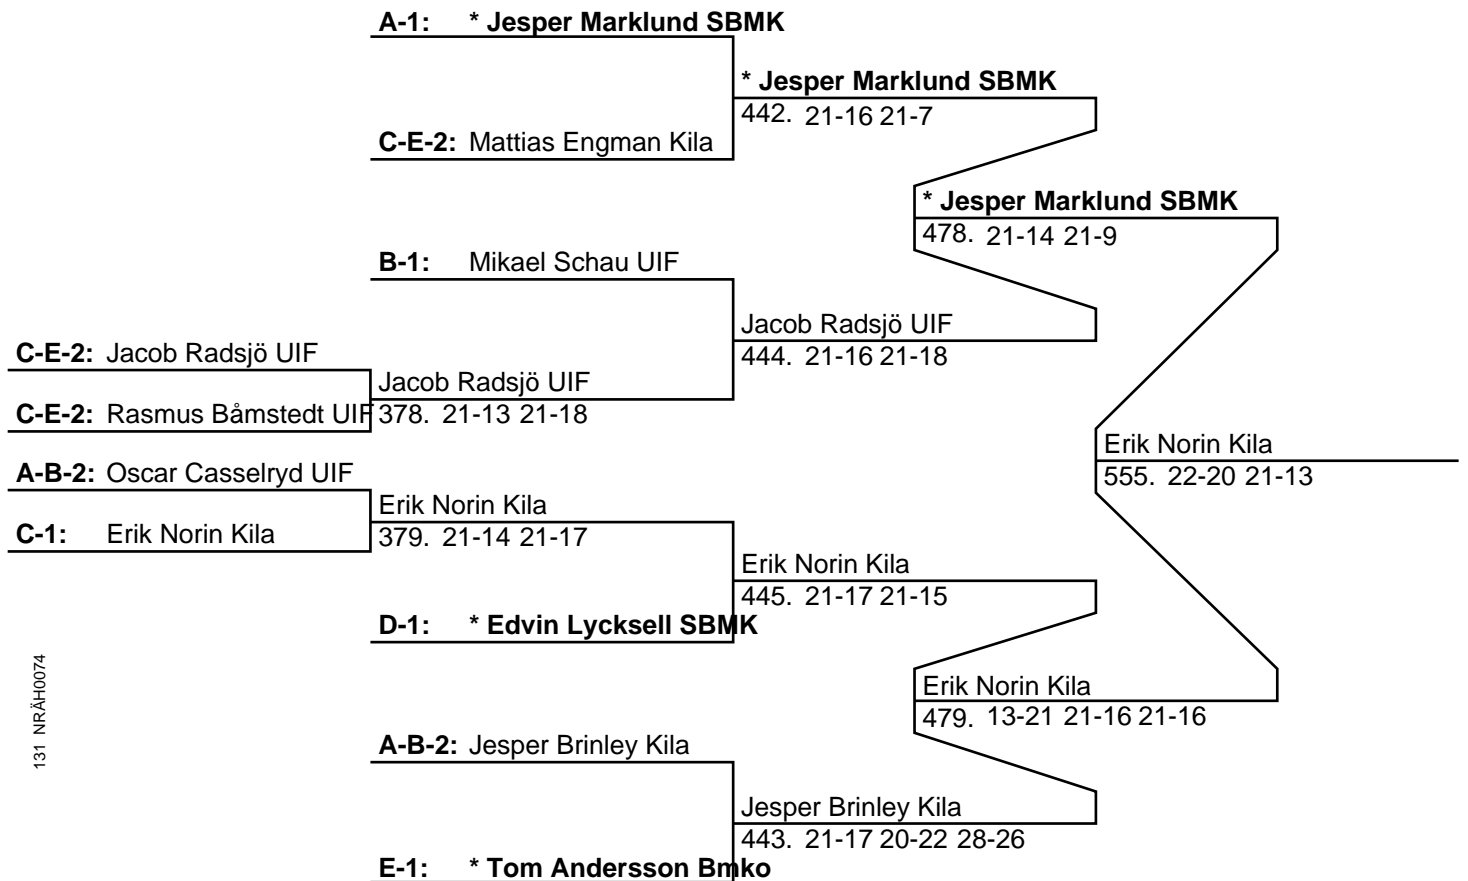 A-1: * Jesper Marklund SBMK
* Jesper Marklund SBMK
442. 21-16 21-7
C-E-2: Mattias Engman Kila
* Jesper Marklund SBMK
478. 21-14 21-9
B-1: Mikael Schau UIF
Jacob Radsjö UIF
444. 21-16 21-18
C-E-2: Jacob Radsjö UIF
Jacob Radsjö UIF
378. 21-13 21-18
C-E-2: Rasmus Båmstedt UIF
Erik Norin Kila
555. 22-20 21-13
A-B-2: Oscar Casselryd UIF
Erik Norin Kila
379. 21-14 21-17
C-1: Erik Norin Kila
Erik Norin Kila
445. 21-17 21-15
D-1: * Edvin Lycksell SBMK
Erik Norin Kila
479. 13-21 21-16 21-16
A-B-2: Jesper Brinley Kila
Jesper Brinley Kila
443. 21-17 20-22 28-26
E-1: * Tom Andersson Bmko
131 NRÄH0074